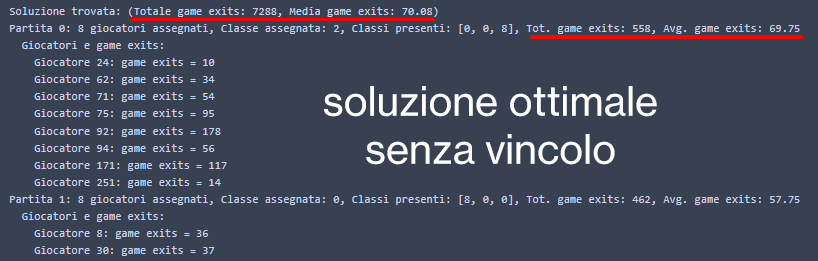 Soluzione trovata: (Totale game exits: 7288, Media game exits: 70.08)
Partita 0: 8 giocatori assegnati, Classe assegnata: 2, Classi presenti: [0, 0, 8], Tot. game exits: 558, Avg. game exits: 69.75
Giocatori e game exits:
Giocatore 24: game exits = 10
Giocatore 62: game exits = 34
Giocatore 71: game exits = 54
Giocatore 75: game exits = 95
Giocatore 92: game exits = 178
Giocatore 94: game exits = 56
Giocatore 171: game exits = 117
Giocatore 251: game exits = 14
soluzione ottimale
senza vincolo
Partita 1: 8 giocatori assegnati, Classe assegnata: 0, Classi presenti: [8, 0, 0], Tot. game exits: 462, Avg. game exits: 57.75
Giocatori e game exits:
Giocatore 8: game exits = 36
Giocatore 30: game exits = 37